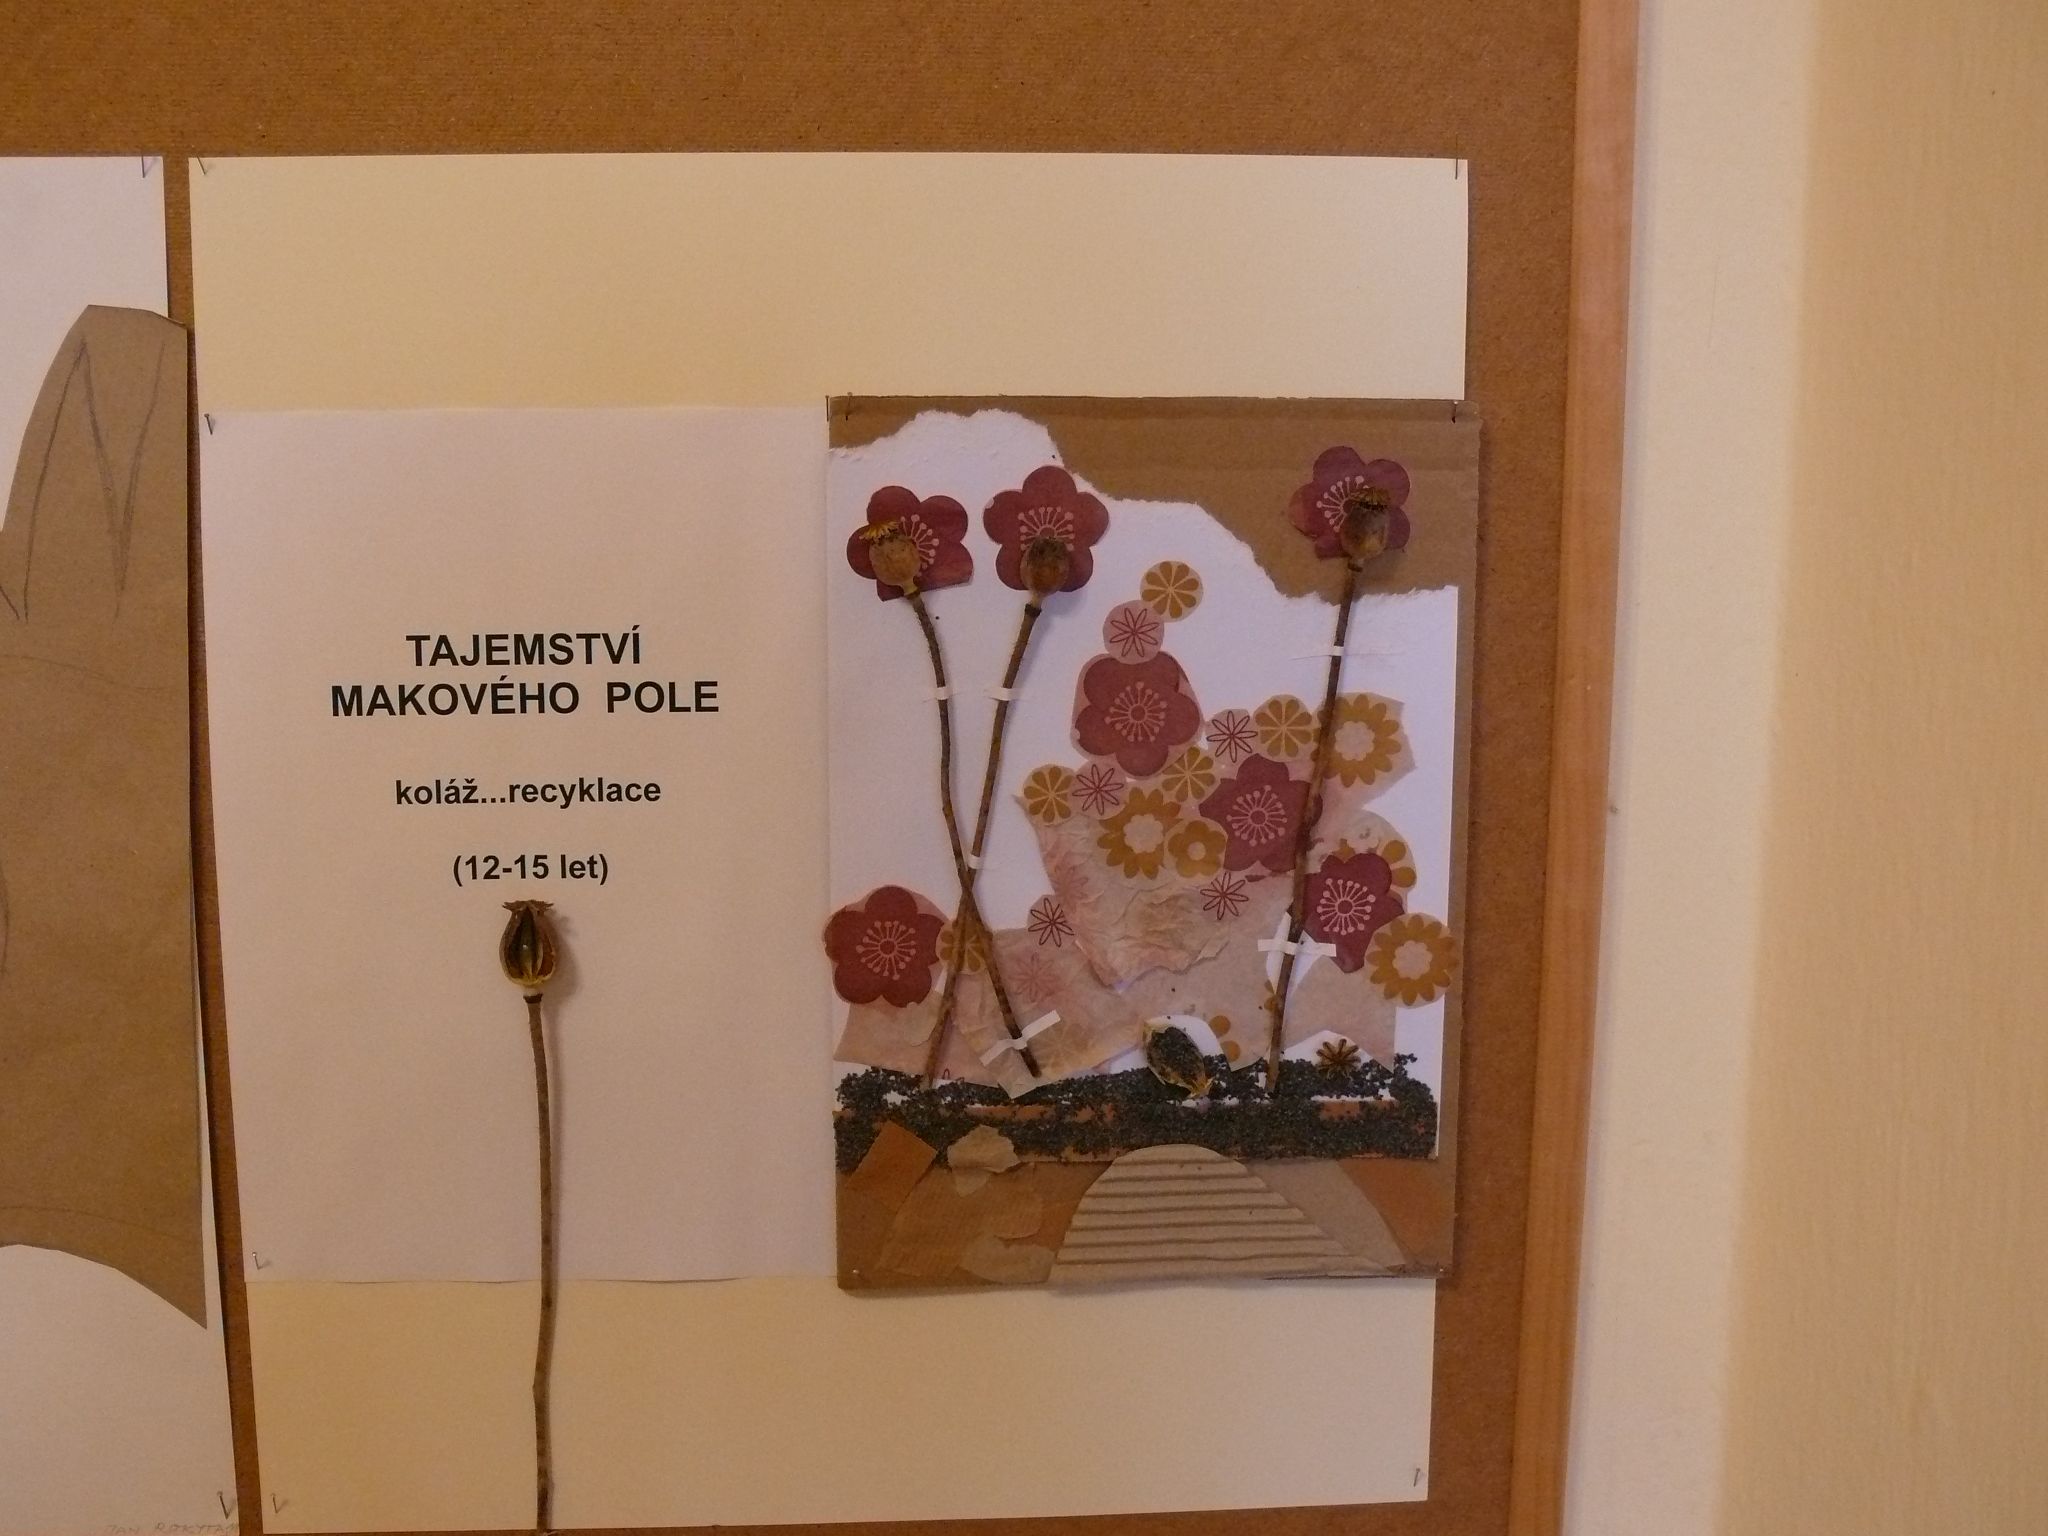 TAJEMSTVÍ
MAKOVÉHO POLE
koláž...recyklace
(12-15 let)